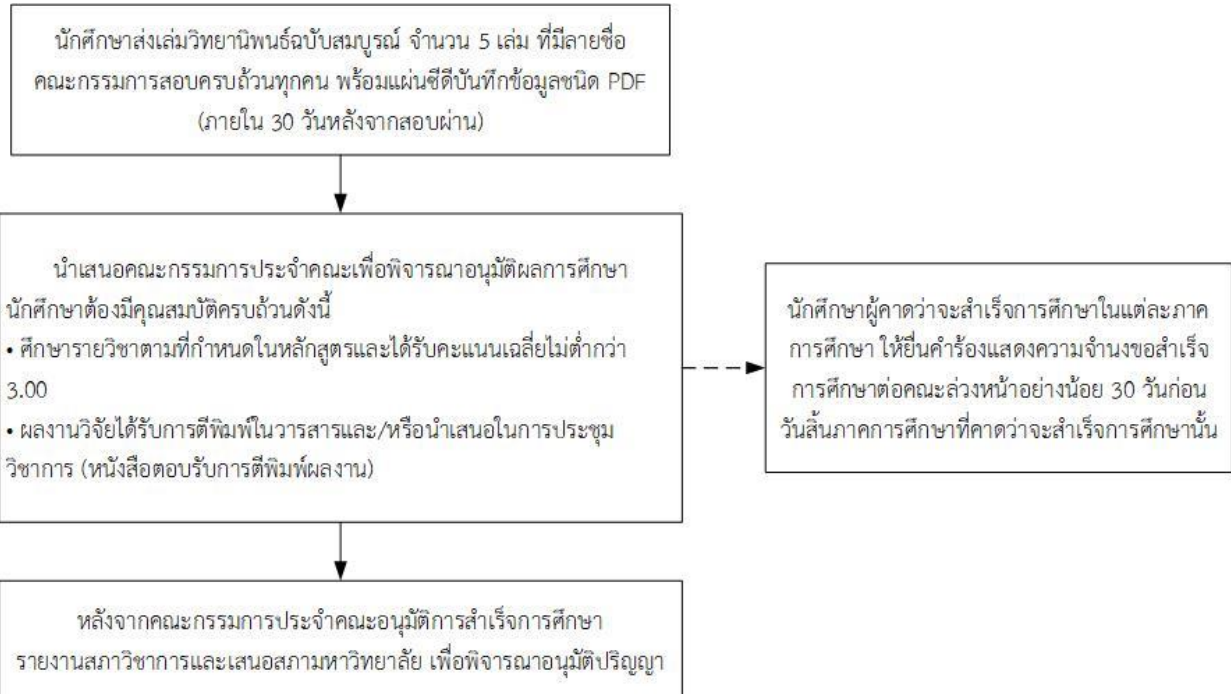 นักศึกษาส่งเล่มวิทยานิพนธ์ฉบับสมบูรณ์ จำนวน 5 เล่ม ที่มีลายชื่อ
คณะกรรมการสอบครบถ้วนทุกคน พร้อมแผ่นซีดีบันทึกข้อมูลชนิด PDF
(ภายใน 30 วันหลังจากสอบผ่าน)
นำเสนอคณะกรรมการประจำคณะเพื่อพิจารณาอนุมัติผลการศึกษา
นักศึกษาต้องมีคุณสมบัติครบถ้วนดังนี้
• ศึกษารายวิชาตามที่กำหนดในหลักสูตรและได้รับคะแนนเฉลี่ยไม่ต่ำกว่า
3.00
• ผลงานวิจัยได้รับการตีพิมพ์ในวารสารและ/หรือนำเสนอในการประชุม
วิชาการ (หนังสือตอบรับการตีพิมพ์ผลงาน)
นักศึกษาผู้คาดว่าจะสำเร็จการศึกษาในแต่ละภาค
การศึกษา ให้ยื่นคำร้องแสดงความจำนงขอสำเร็จ
การศึกษาต่อคณะล่วงหน้าอย่างน้อย 30 วันก่อน
วันสิ้นภาคการศึกษาที่คาดว่าจะสำเร็จการศึกษานั้น
หลังจากคณะกรรมการประจำคณะอนุมัติการสำเร็จการศึกษา
รายงานสภาวิชาการและเสนอสภามหาวิทยาลัย เพื่อพิจารณาอนุมัติปริญญา